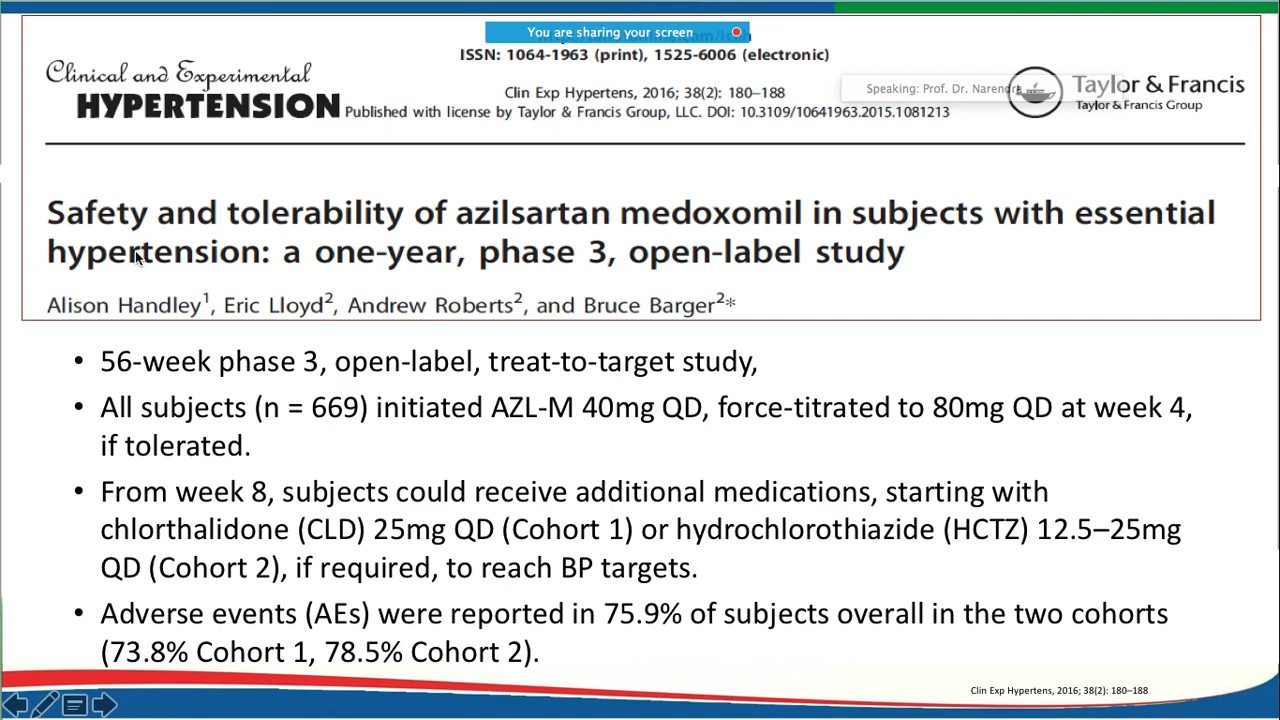 You are sharing your screen
ISSN: 1064-1963 (print), 1525-6006 (electronic)
Clinical and Experimental
HYPERTENSION
Clin Exp Hypertens, 2016; 38(2): 180–188
Published with license by Taylor & Francis Group, LLC. DOI: 10.3109/10641963.2015.1081213
Speaking: Prof. Dr. Narendra
Taylor & Francis
Taylor & Francis Group
Safety and tolerability of azilsartan medoxomil in subjects with essential
hypertension: a one-year, phase 3, open-label study
Alison Handley1, Eric Lloyd2, Andrew Roberts2, and Bruce Barger2*
• 56-week phase 3, open-label, treat-to-target study,
• All subjects (n = 669) initiated AZL-M 40mg QD, force-titrated to 80mg QD at week 4,
if tolerated.
• From week 8, subjects could receive additional medications, starting with
chlorthalidone (CLD) 25mg QD (Cohort 1) or hydrochlorothiazide (HCTZ) 12.5–25mg
QD (Cohort 2), if required, to reach BP targets.
• Adverse events (AEs) were reported in 75.9% of subjects overall in the two cohorts
(73.8% Cohort 1, 78.5% Cohort 2).
Clin Exp Hypertens, 2016; 38(2): 180–188